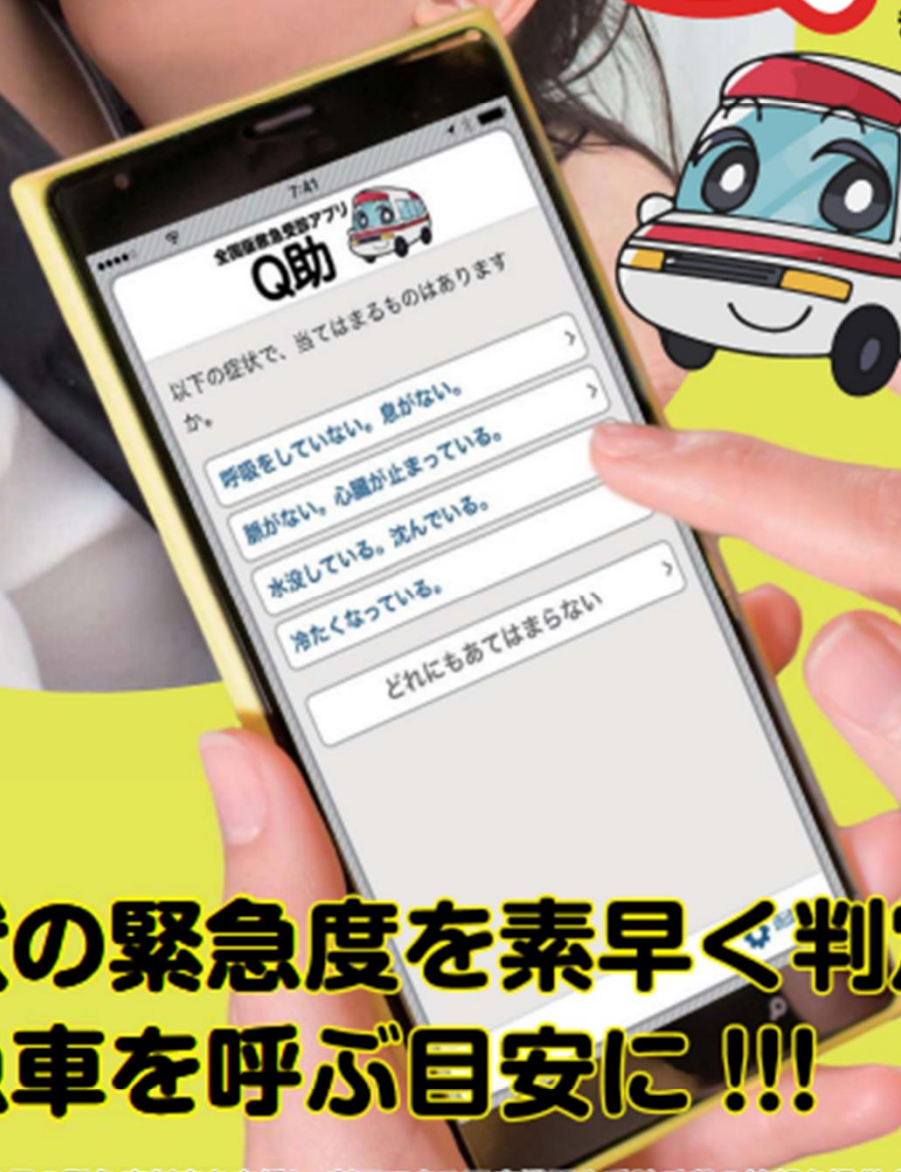 7:41
全国版救急受診アプリ
Q助
以下の症状で、当てはまるものはあります
か。
呼吸をしていない。息がない。
脈がない。心臓が止まっている。
水没している。沈んでいる。
冷たくなっている。
どれにもあてはまらない
の緊急度を素早く判
車を呼ぶ目安に !!!